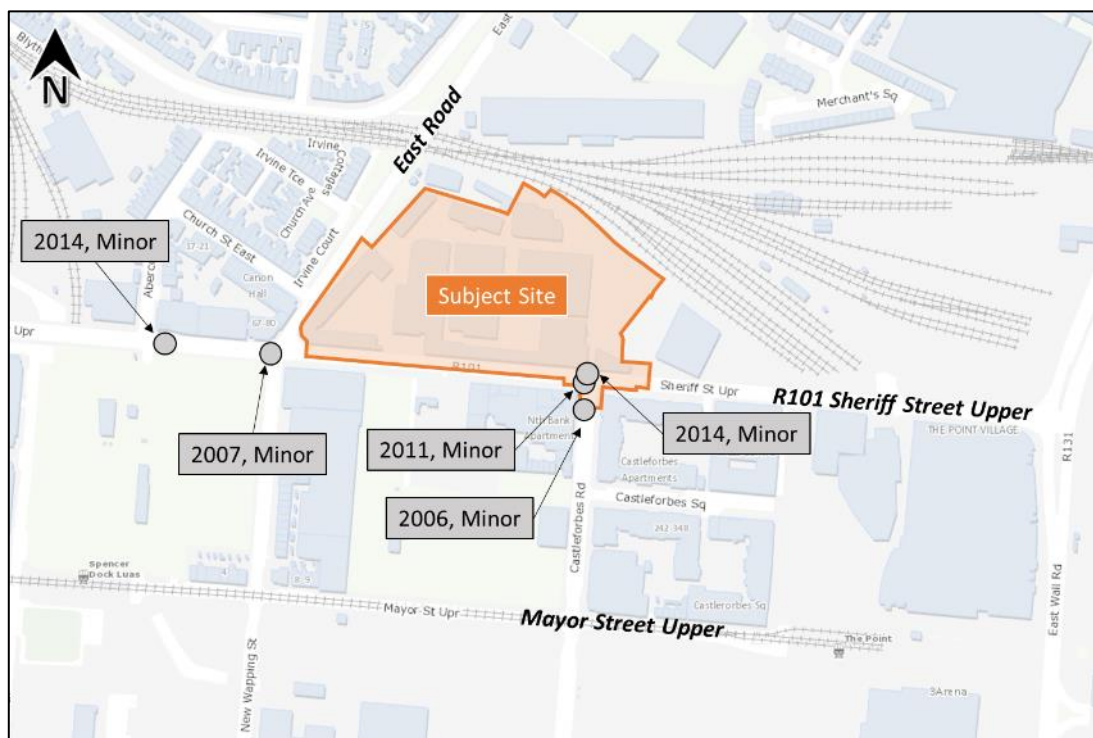 Blyth
East
N
Merchant's Sq
East Road
Irvine
Irvine Tce
Cottages
Church Ave
Church St East
Irvine Court
2014, Minor
17-21
Canon
Hall
Aberco
67-80
Subject Site
Upr
R101
Sheriff St Upr
R101 Sheriff Street Upper
THE POINT VILLAGE
R131
2007, Minor
2011, Minor
2014, Minor
Nth Bank
Apartment
Castleforbes
Apartments
2006, Minor
Castleforbes Sq
Castleforbes Rd
242-348
Spencer
Dock Luas
4
8-9
Mayor St Upr
Mayor Street Upper
Castleforbes Sq
The Point
East Wall Rd
New Wapping St
3Arena